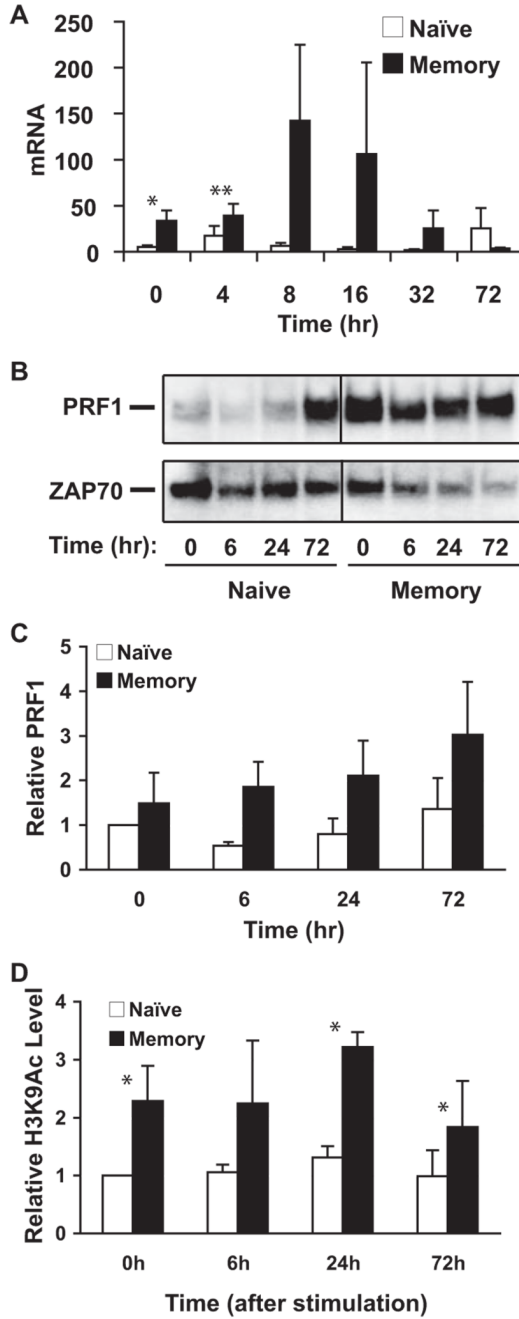 A
250
200
150
100
50
0
mRNA
Naïve
Memory
*
**
0 4 8 16 32 72
Time (hr)
B
PRF1
ZAP70
Time (hr): 0 6 24 72 0 6 24 72
Naive Memory
C
5
4
3
2
1
0
Relative PRF1
Naïve
Memory
0 6 24 72
Time (hr)
D
4
3
2
1
0
Relative H3K9Ac Level
Naïve
Memory
*
*
*
0h 6h 24h 72h
Time (after stimulation)